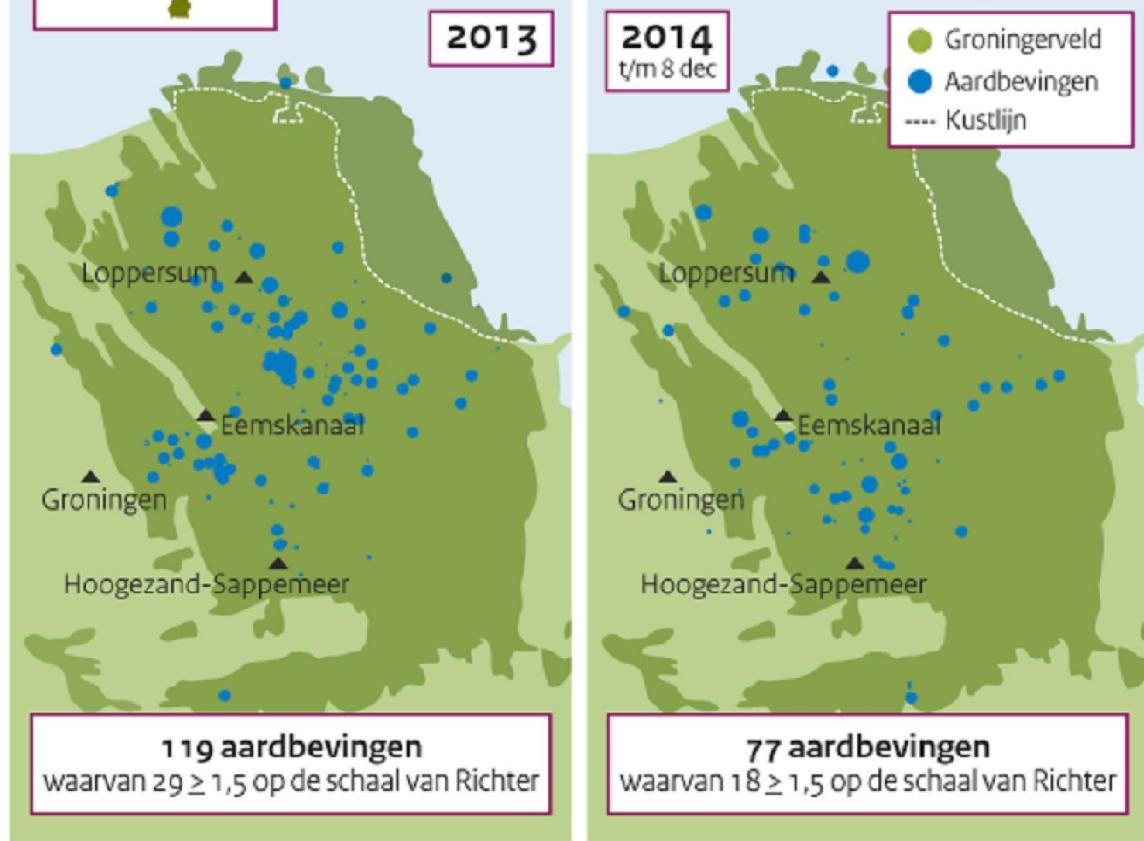 2013
Loppersum
Eemskanaal
Groningen
Hoogezand-Sappemeer
119 aardbevingen
waarvan 29 ≥ 1,5 op de schaal van Richter
2014
t/m 8 dec
Groningerveld
Aardbevingen
Kustlijn
Loppersum
Eemskanaal
Groningen
Hoogezand-Sappemeer
77 aardbevingen
waarvan 18 ≥ 1,5 op de schaal van Richter